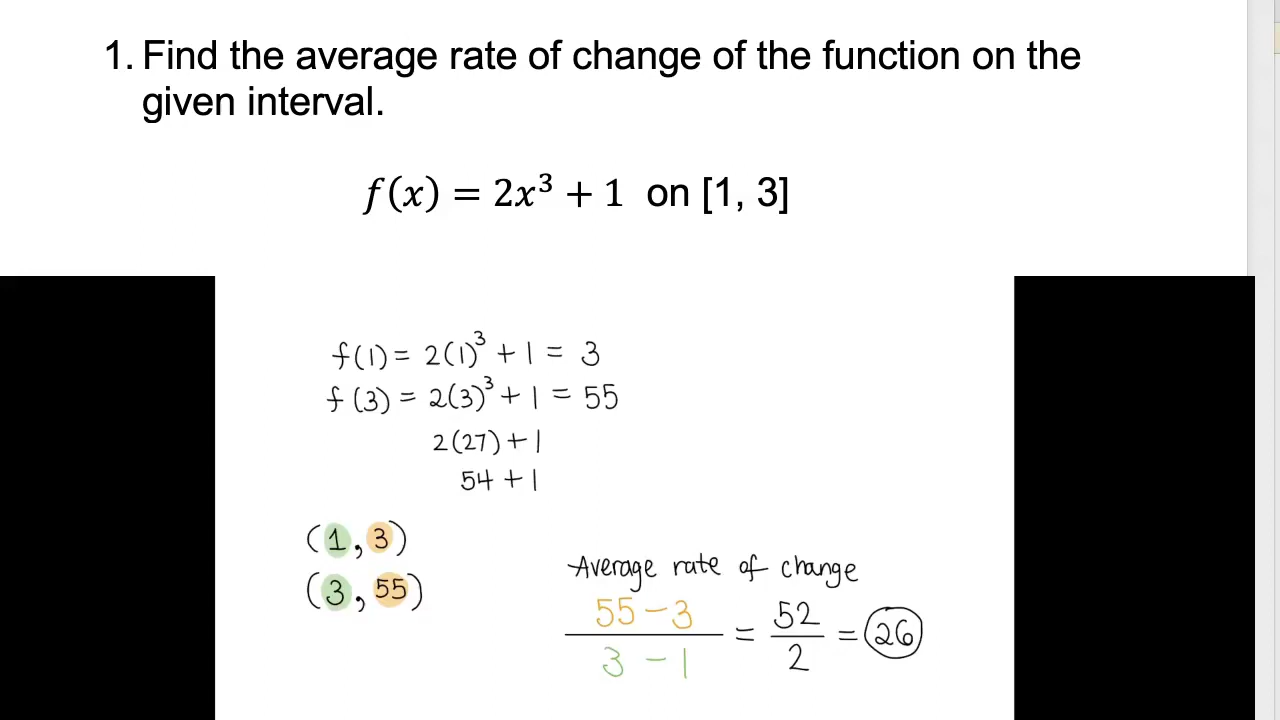 1. Find the average rate of change of the function on the
given interval.
f(x) = 2x³ + 1 on [1, 3]
f(1) = 2(1)³ + 1 = 3
f(3) = 2(3)³ + 1 = 55
2(27) + 1
54 + 1
(1, 3)
(3, 55)
Average rate of change
55 - 3
3 - 1
= 52/2 = 26